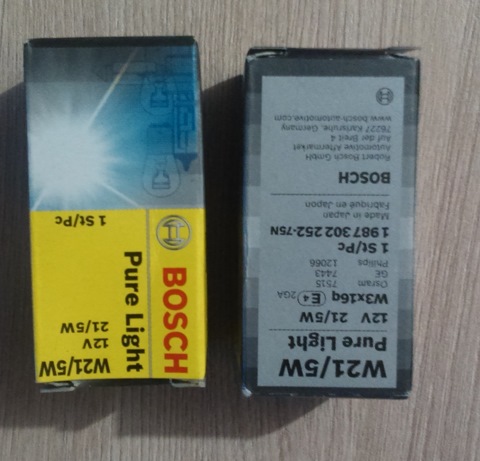 BOSCH
Pure Light
W21/5W
12V
21/5W
1 St/Pc
W21/5W
Pure Light
12V 21/5W
W3x16q E4 2GA
Osram 7515
GE 7443
Philips 12066
1 St/Pc
1 987 302 252-75N
Made in Japan
Fabriqué en Japon
BOSCH
Robert Bosch GmbH
Automotive Aftermarket
Auf der Breit 4
76227 Karlsruhe, Germany
www.bosch-automotive.com